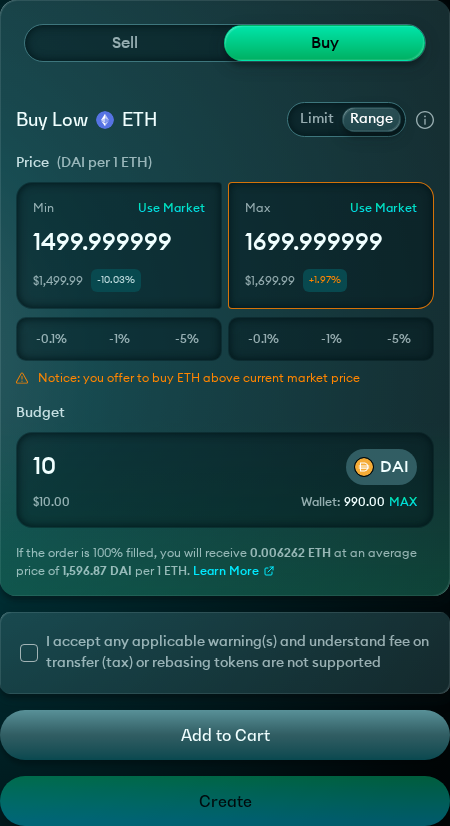 Sell Buy
Buy Low ETH Limit Range
Price (DAI per 1 ETH)
Min Use Market Max Use Market
1499.999999 1699.999999
$1,499.99 -10.03% $1,699.99 +1.97%
-0.1% -1% -5% -0.1% -1% -5%
Notice: you offer to buy ETH above current market price
Budget
10 DAI
$10.00 Wallet: 990.00 MAX
If the order is 100% filled, you will receive 0.006262 ETH at an average
price of 1,596.87 DAI per 1 ETH. Learn More
I accept any applicable warning(s) and understand fee on
transfer (tax) or rebasing tokens are not supported
Add to Cart
Create